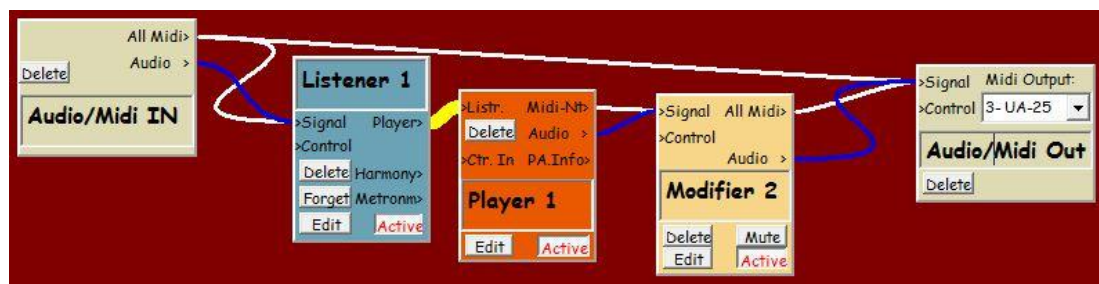 All Midi>
Audio >
Delete
Audio/Midi IN
Listener 1
>Signal Player>
>Control
Delete Harmony>
Forget Metronm>
Edit Active
>Listr. Midi-Nt>
Delete Audio >
>Ctr. In PA.Info>
Player 1
Edit Active
>Signal All Midi>
>Control
Audio >
Modifier 2
Delete Mute
Edit Active
>Signal Midi Output:
>Control 3- UA-25
Audio/Midi Out
Delete